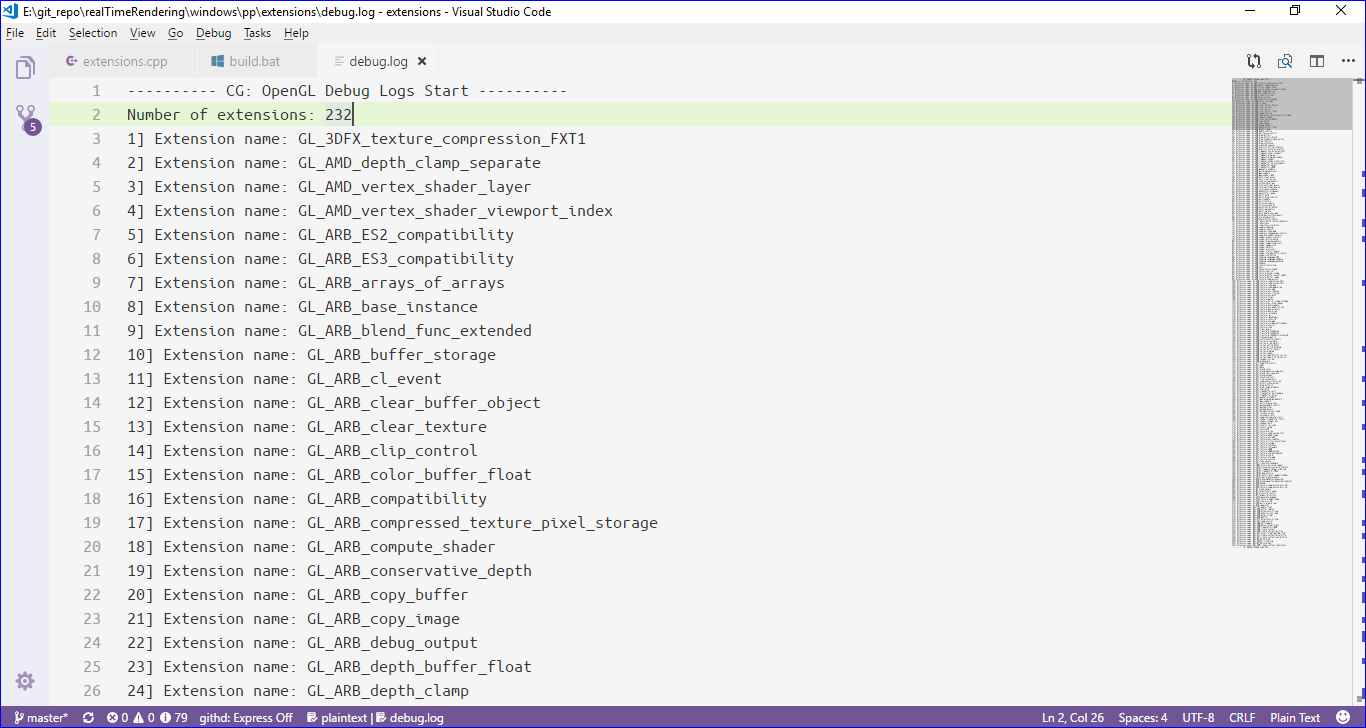 E:\git_repo\realTimeRendering\windows\pp\extensions\debug.log - extensions - Visual Studio Code
File Edit Selection View Go Debug Tasks Help
extensions.cpp build.bat debug.log
1 ---------- CG: OpenGL Debug Logs Start ----------
2 Number of extensions: 232
3 1] Extension name: GL_3DFX_texture_compression_FXT1
4 2] Extension name: GL_AMD_depth_clamp_separate
5 3] Extension name: GL_AMD_vertex_shader_layer
6 4] Extension name: GL_AMD_vertex_shader_viewport_index
7 5] Extension name: GL_ARB_ES2_compatibility
8 6] Extension name: GL_ARB_ES3_compatibility
9 7] Extension name: GL_ARB_arrays_of_arrays
10 8] Extension name: GL_ARB_base_instance
11 9] Extension name: GL_ARB_blend_func_extended
12 10] Extension name: GL_ARB_buffer_storage
13 11] Extension name: GL_ARB_cl_event
14 12] Extension name: GL_ARB_clear_buffer_object
15 13] Extension name: GL_ARB_clear_texture
16 14] Extension name: GL_ARB_clip_control
17 15] Extension name: GL_ARB_color_buffer_float
18 16] Extension name: GL_ARB_compatibility
19 17] Extension name: GL_ARB_compressed_texture_pixel_storage
20 18] Extension name: GL_ARB_compute_shader
21 19] Extension name: GL_ARB_conservative_depth
22 20] Extension name: GL_ARB_copy_buffer
23 21] Extension name: GL_ARB_copy_image
24 22] Extension name: GL_ARB_debug_output
25 23] Extension name: GL_ARB_depth_buffer_float
26 24] Extension name: GL_ARB_depth_clamp
5
master* 0 0 79 githd: Express Off plaintext | debug.log Ln 2, Col 26 Spaces: 4 UTF-8 CRLF Plain Text